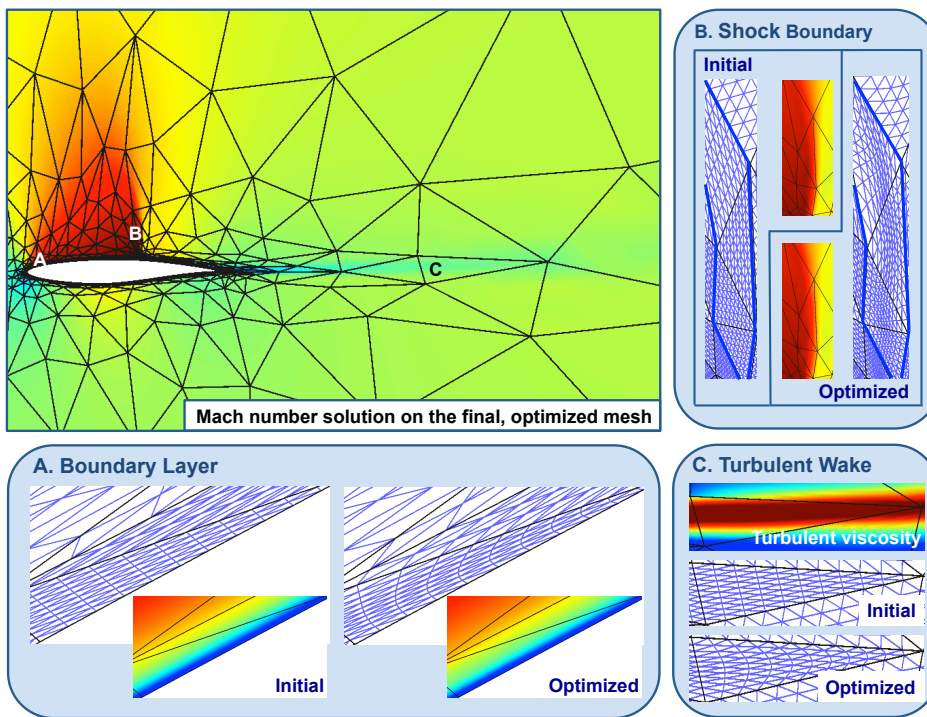 A
B
C
Mach number solution on the final, optimized mesh
B. Shock Boundary
Initial
Optimized
A. Boundary Layer
Initial
Optimized
C. Turbulent Wake
Turbulent viscosity
Initial
Optimized